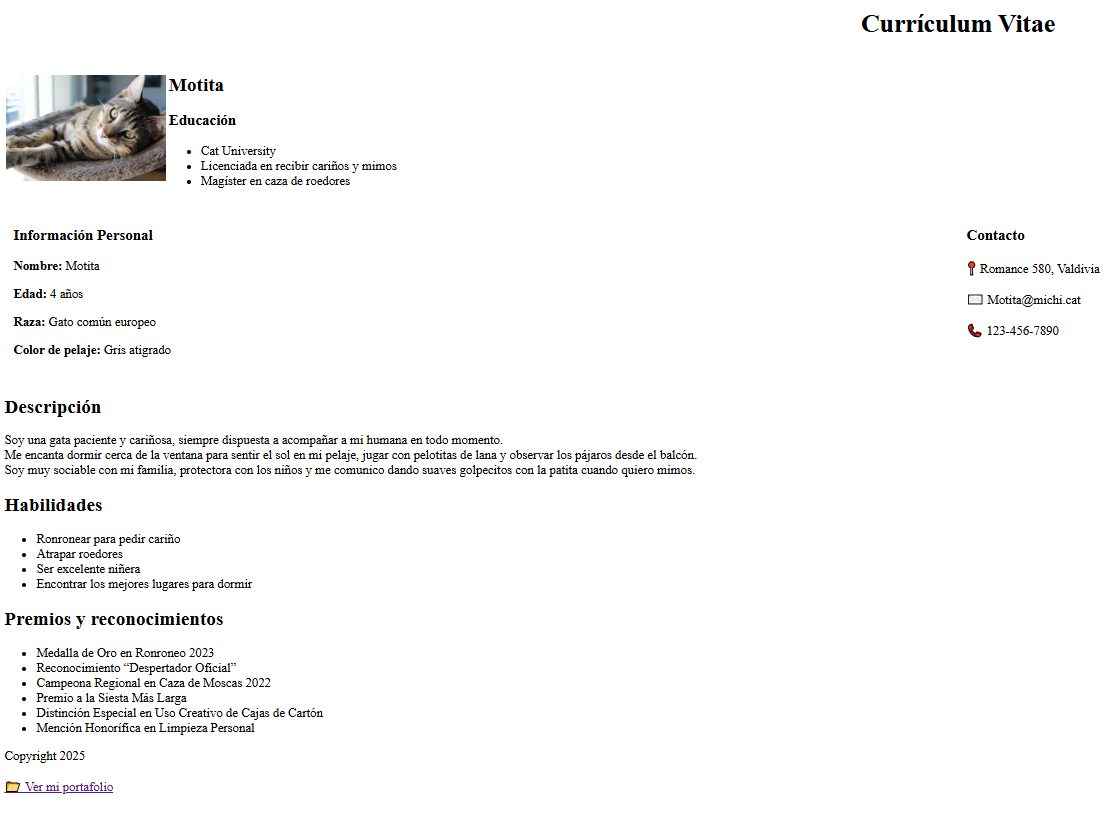 Currículum Vitae
Motita
Educación
Cat University
Licenciada en recibir cariños y mimos
Magíster en caza de roedores
Información Personal
Nombre: Motita
Edad: 4 años
Raza: Gato común europeo
Color de pelaje: Gris atigrado
Contacto
Romance 580, Valdivia
Motita@michi.cat
123-456-7890
Descripción
Soy una gata paciente y cariñosa, siempre dispuesta a acompañar a mi humana en todo momento.
Me encanta dormir cerca de la ventana para sentir el sol en mi pelaje, jugar con pelotitas de lana y observar los pájaros desde el balcón.
Soy muy sociable con mi familia, protectora con los niños y me comunico dando suaves golpecitos con la patita cuando quiero mimos.
Habilidades
Ronronear para pedir cariño
Atrapar roedores
Ser excelente niñera
Encontrar los mejores lugares para dormir
Premios y reconocimientos
Medalla de Oro en Ronroneo 2023
Reconocimiento “Despertador Oficial”
Campeona Regional en Caza de Moscas 2022
Premio a la Siesta Más Larga
Distinción Especial en Uso Creativo de Cajas de Cartón
Mención Honorífica en Limpieza Personal
Copyright 2025
Ver mi portafolio